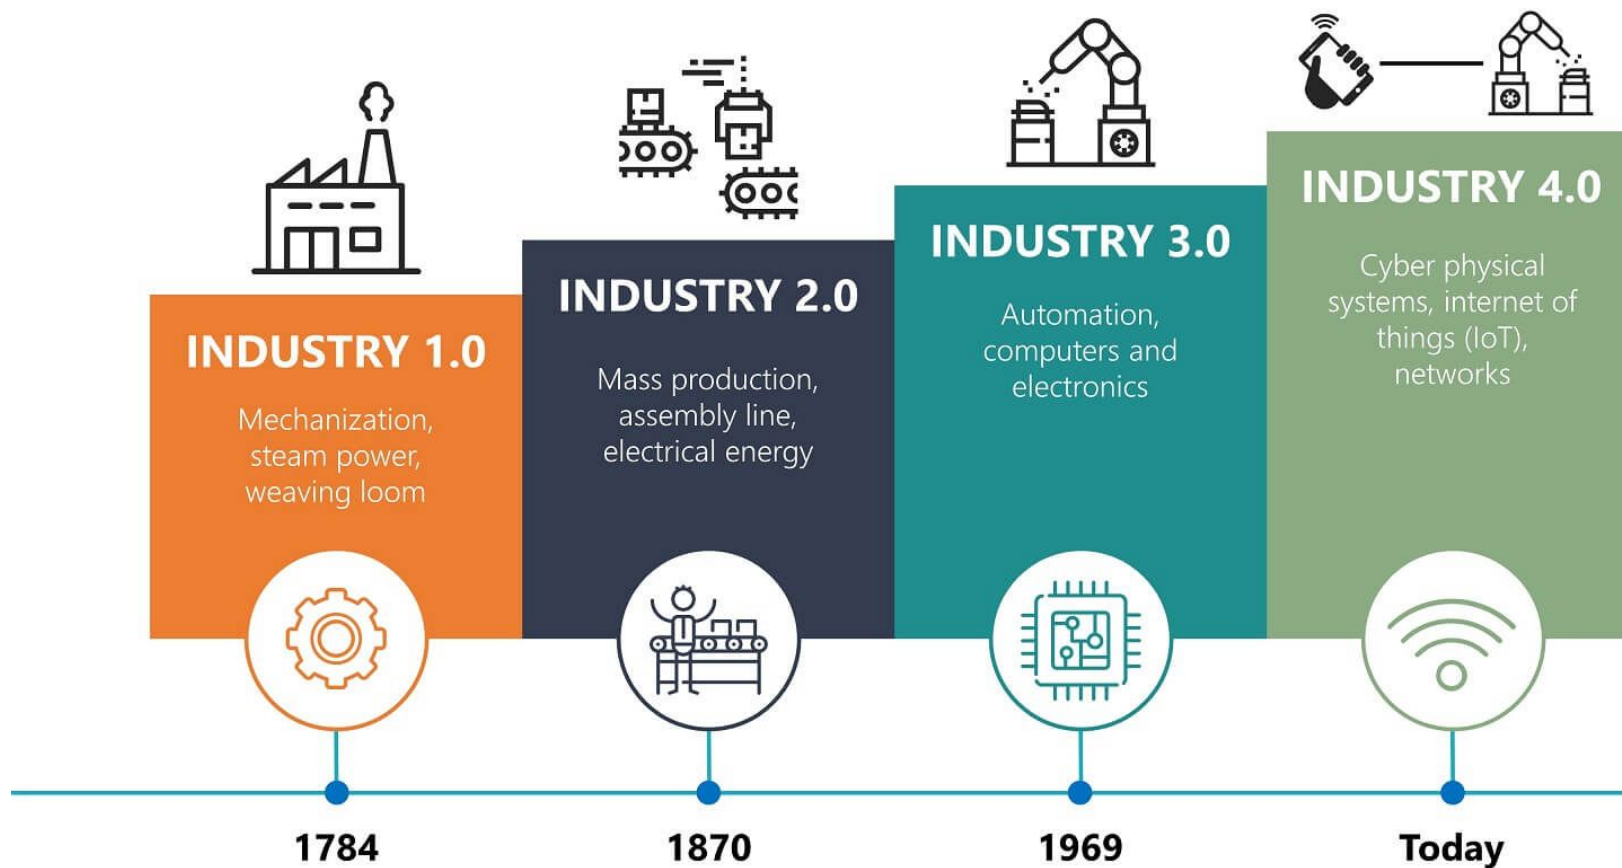 INDUSTRY 1.0
Mechanization,
steam power,
weaving loom
INDUSTRY 2.0
Mass production,
assembly line,
electrical energy
INDUSTRY 3.0
Automation,
computers and
electronics
INDUSTRY 4.0
Cyber physical
systems, internet of
things (IoT),
networks
1784
1870
1969
Today